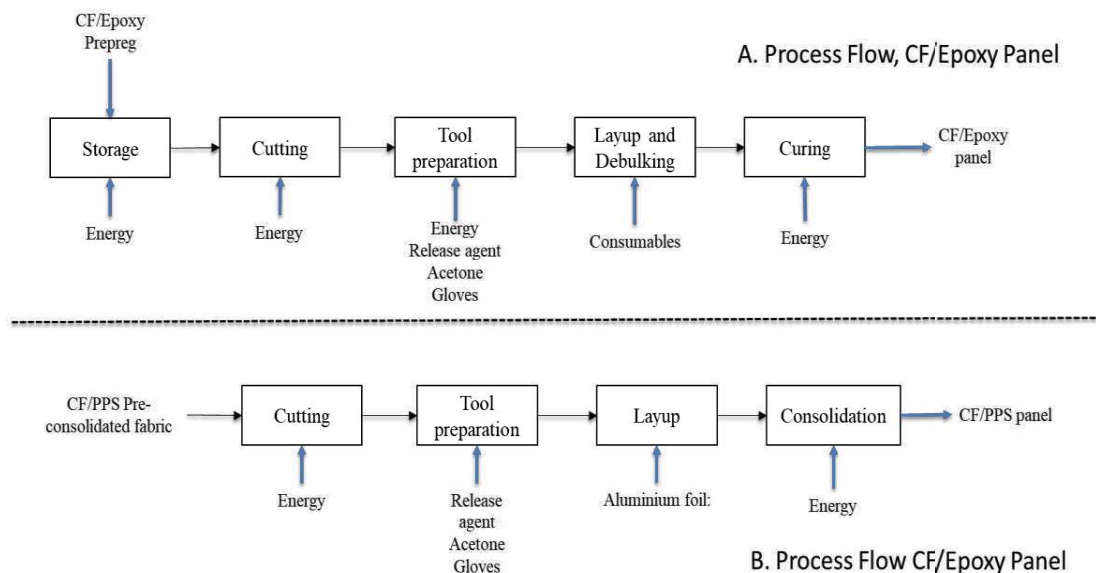 CF/Epoxy
Prepreg
A. Process Flow, CF/Epoxy Panel
Storage
Cutting
Tool
preparation
Layup and
Debulking
Curing
CF/Epoxy
panel
Energy
Energy
Energy
Release agent
Acetone
Gloves
Consumables
Energy
CF/PPS Pre-
consolidated fabric
Cutting
Tool
preparation
Layup
Consolidation
CF/PPS panel
Energy
Release
agent
Acetone
Gloves
Aluminium foil:
Energy
B. Process Flow CF/Epoxy Panel